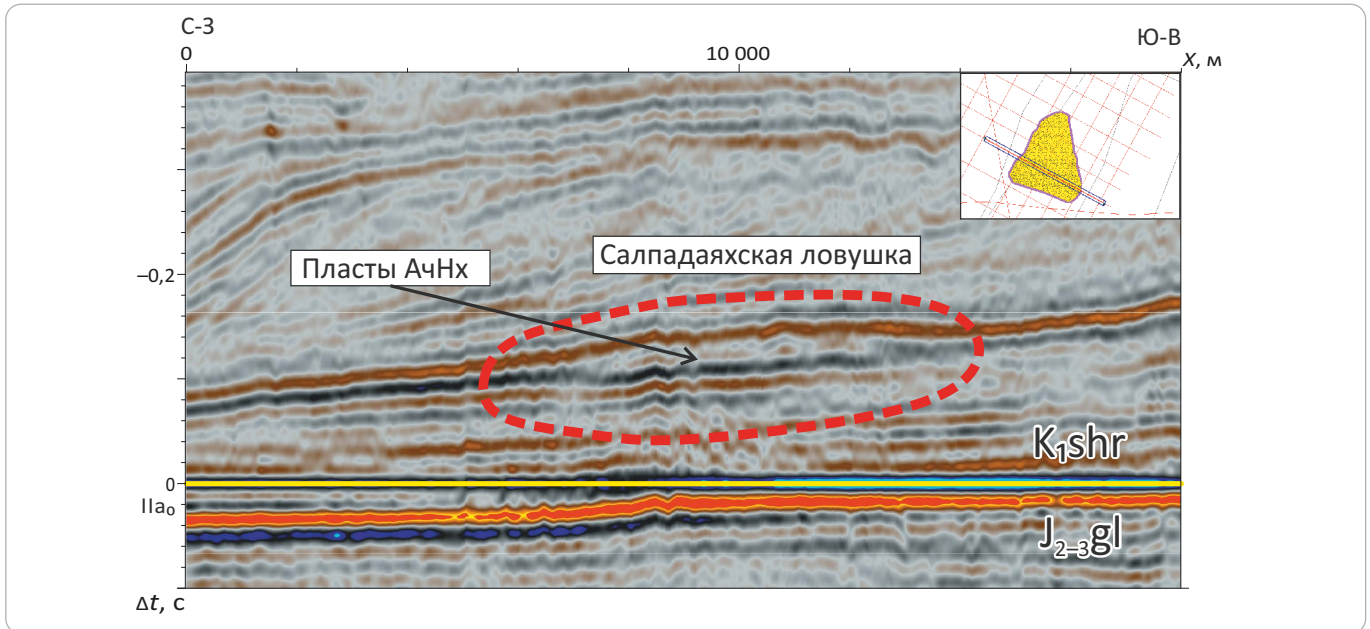 С-З
Ю-В
0
10 000
X, м
Салпадаяхская ловушка
Пласты АчНх
–0,2
K₁shr
0
IIa₀
J₂₋₃gl
Δt, с